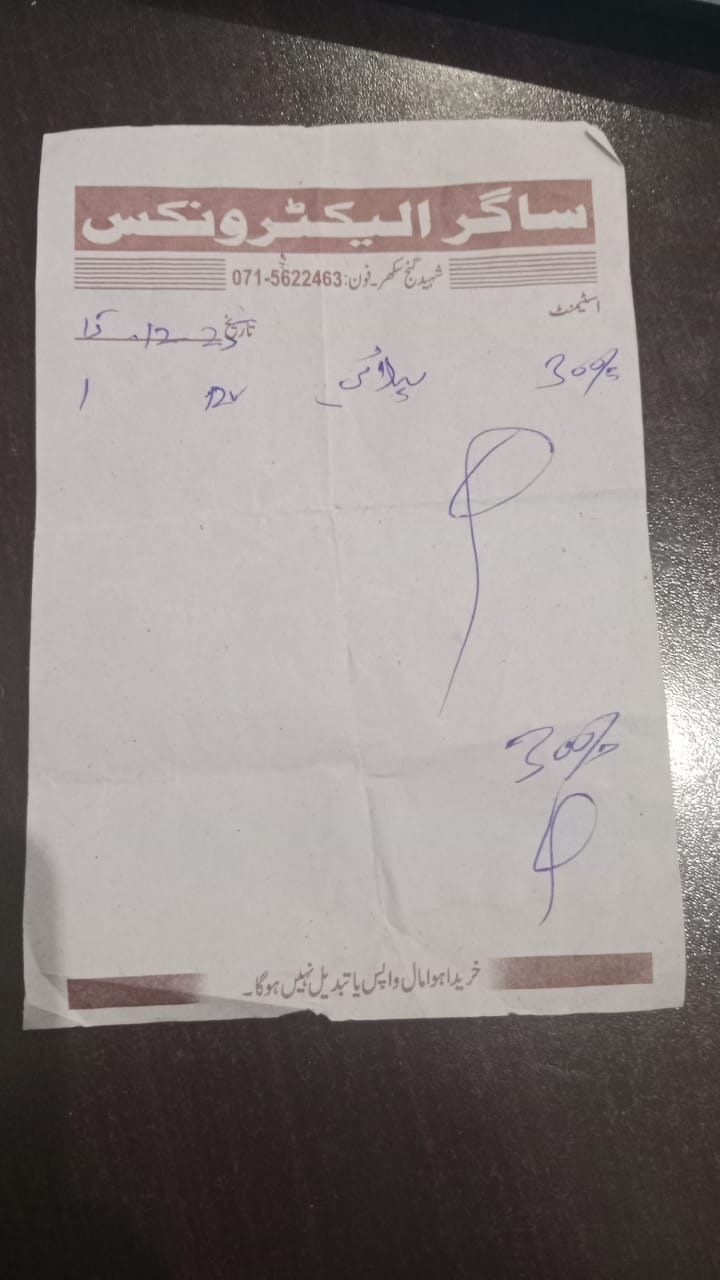 ساگر الیکٹرونکس
شہید گنج سکھر۔فون:071-5622463
اسٹیمنٹ
تاریخ 15-12-25
1 12V سپلائی 300/=
300/=
خریدا ہوا مال واپس یا تبدیل نہیں ہوگا۔